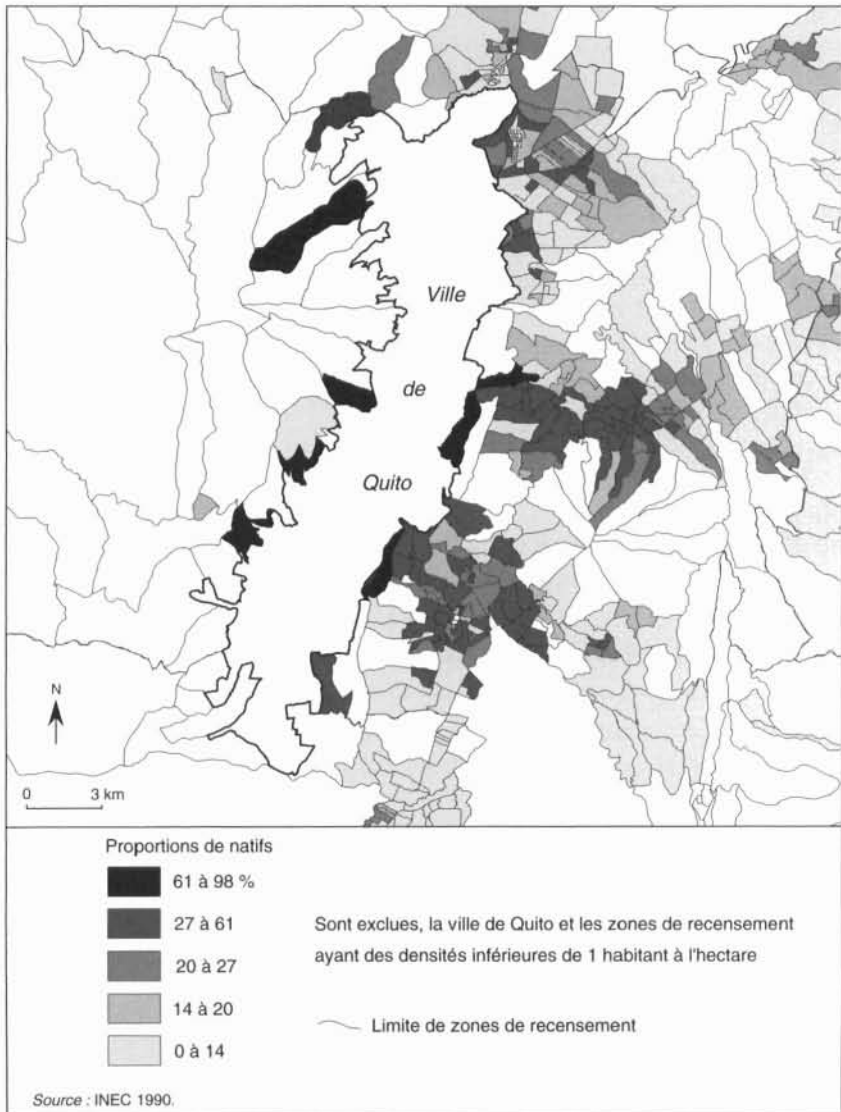 Ville
de
Quito
N
0 3 km
Proportions de natifs
61 à 98 %
27 à 61
20 à 27
14 à 20
0 à 14
Sont exclues, la ville de Quito et les zones de recensement
ayant des densités inférieures de 1 habitant à l'hectare
Limite de zones de recensement
Source : INEC 1990.